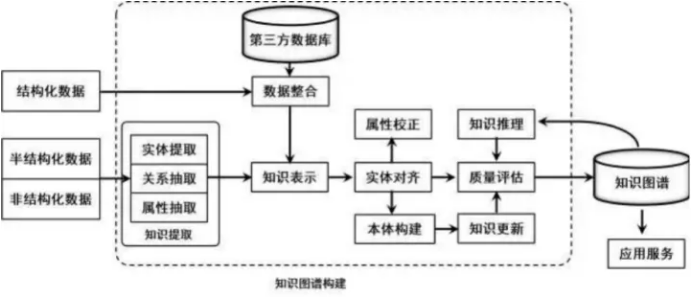 第三方数据库
结构化数据
数据整合
属性校正
知识推理
半结构化数据
非结构化数据
实体提取
关系抽取
属性抽取
知识提取
知识表示
实体对齐
质量评估
知识图谱
本体构建
知识更新
应用服务
知识图谱构建